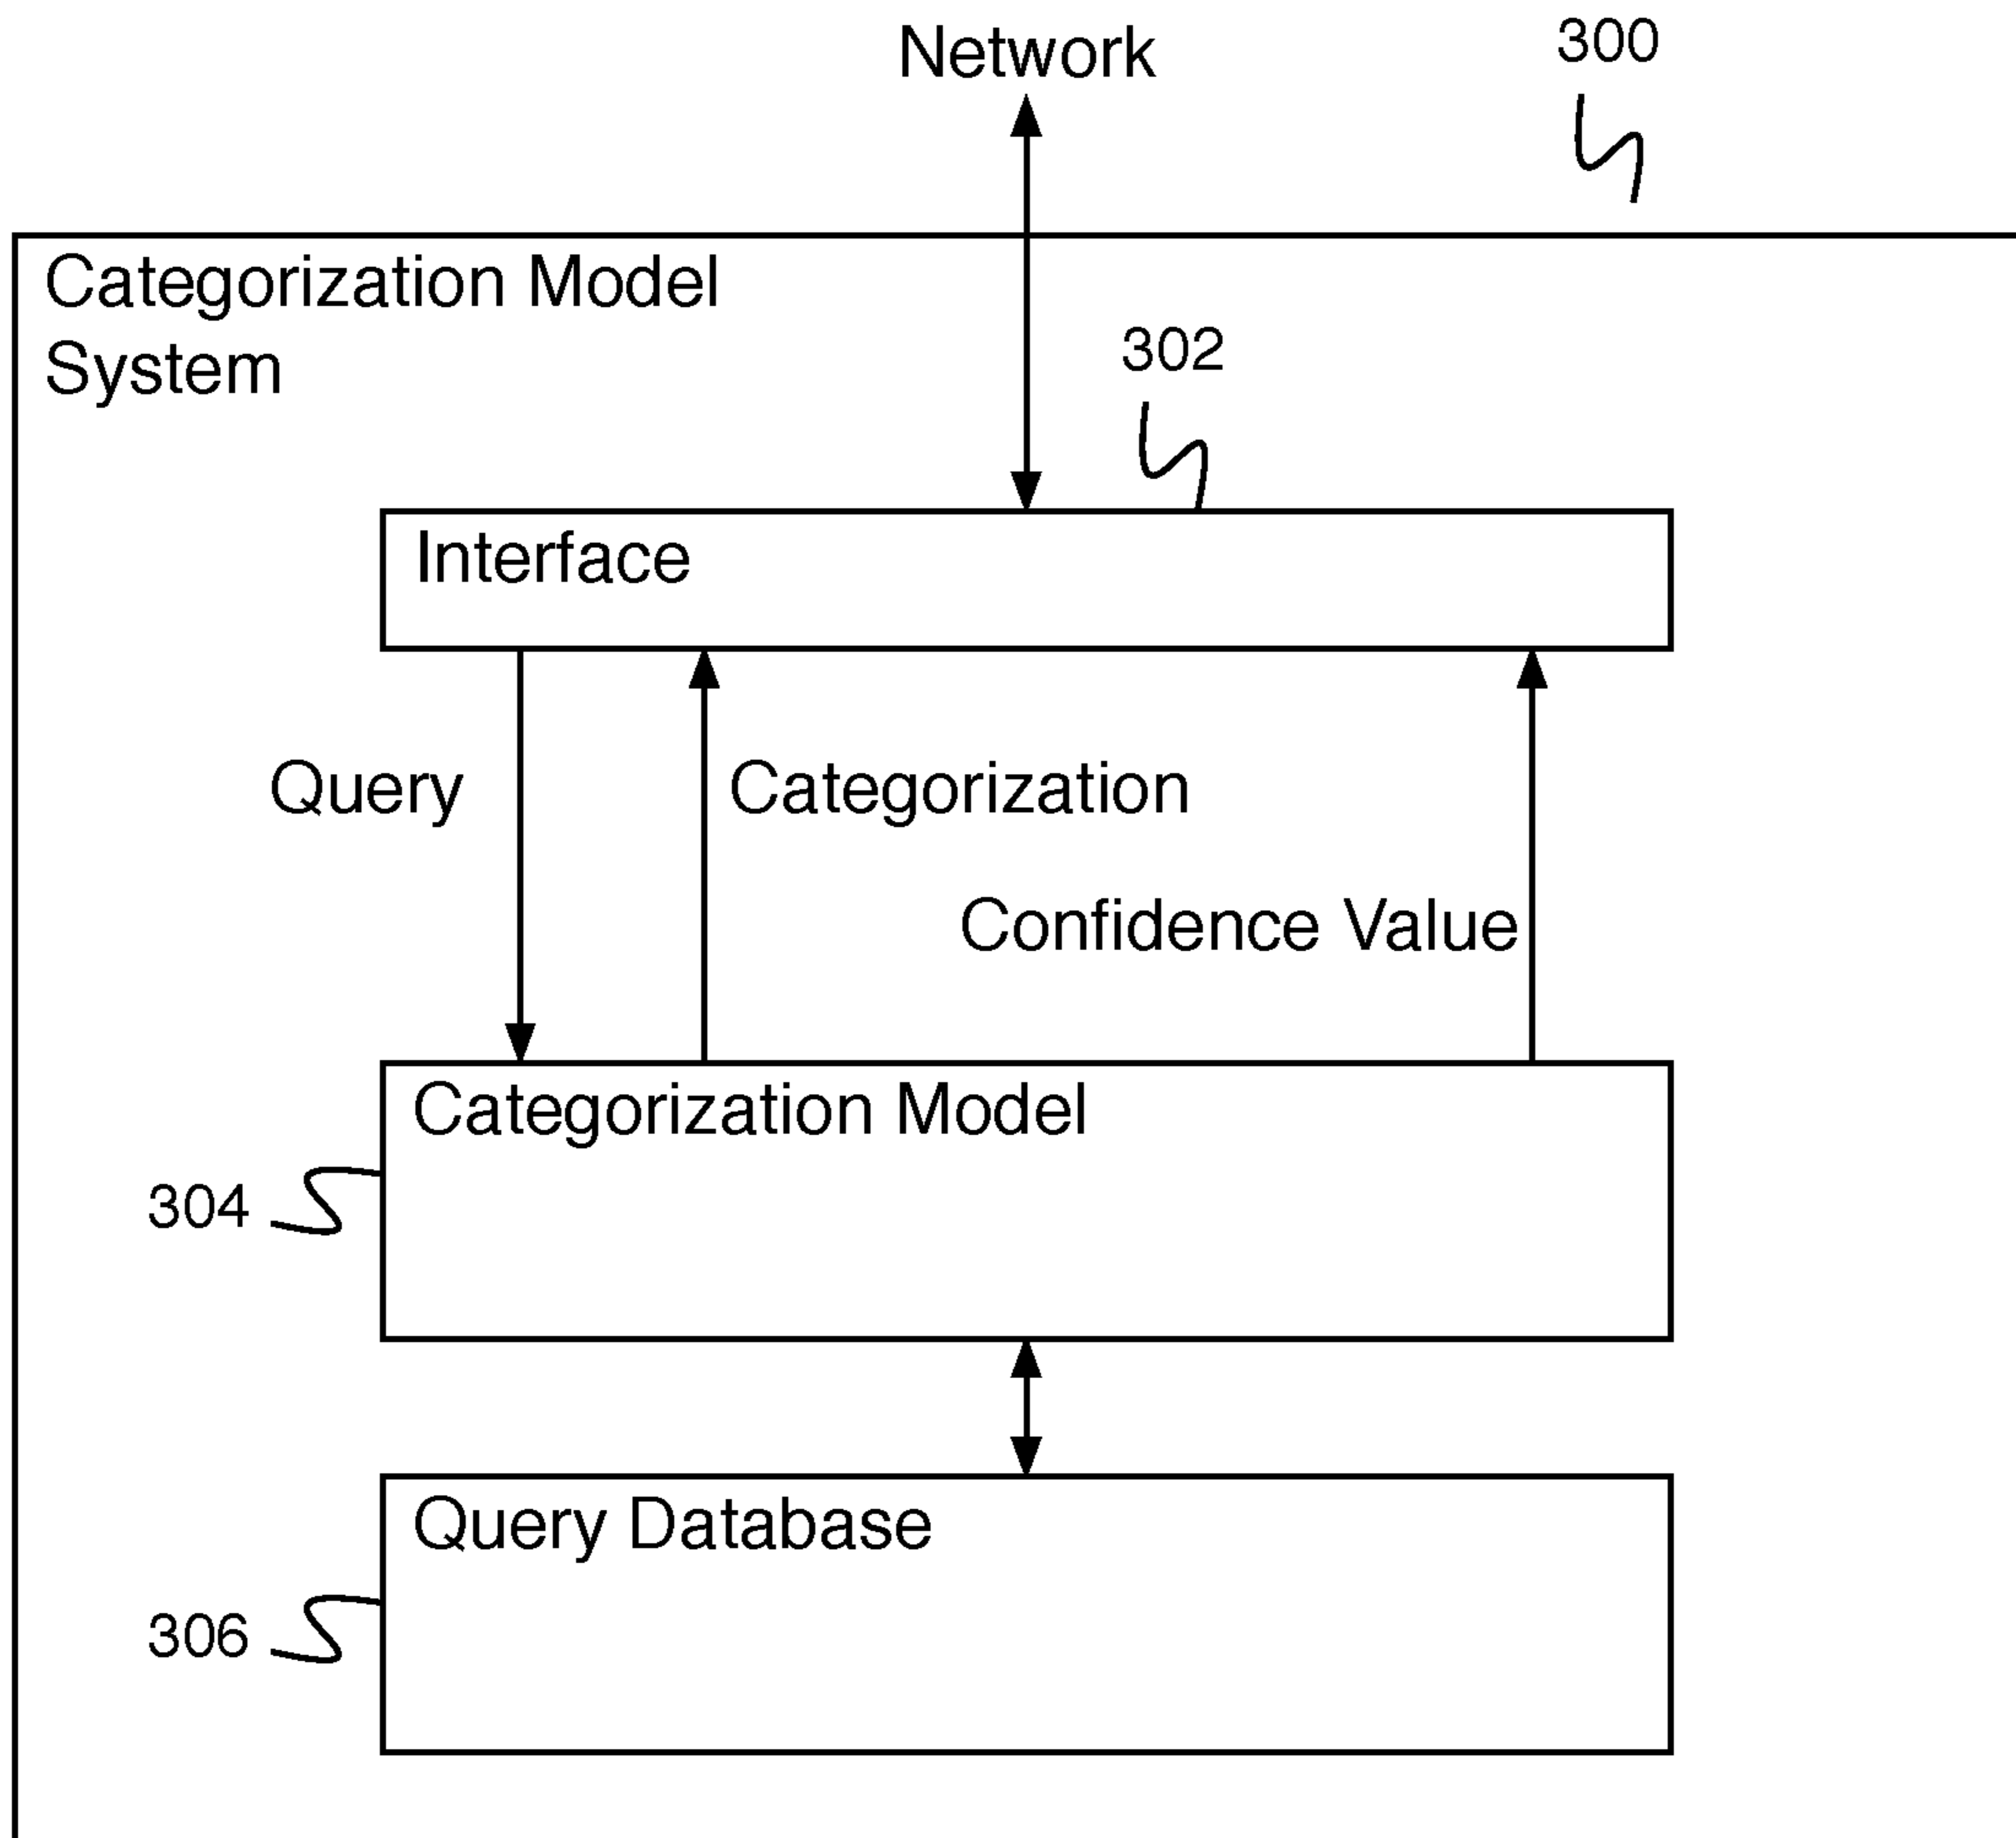 Network
300
Categorization Model
System
302
Interface
Query
Categorization
Confidence Value
Categorization Model
304
Query Database
306